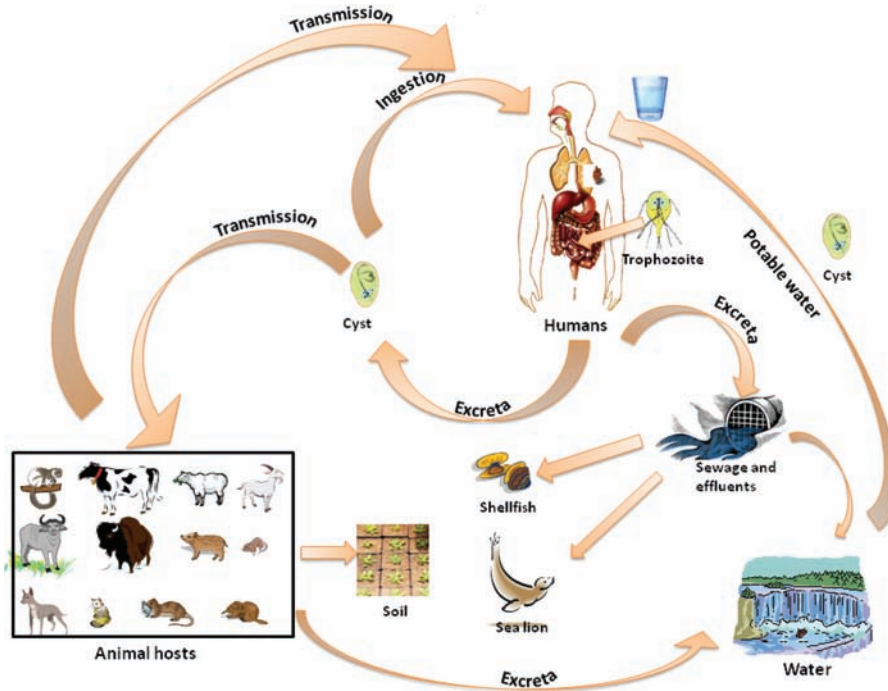 Transmission
Ingestion
Transmission
Trophozoite
Potable water
Cyst
Cyst
Humans
Excreta
Excreta
Sewage and
effluents
Shellfish
Soil
Sea lion
Animal hosts
Excreta
Water